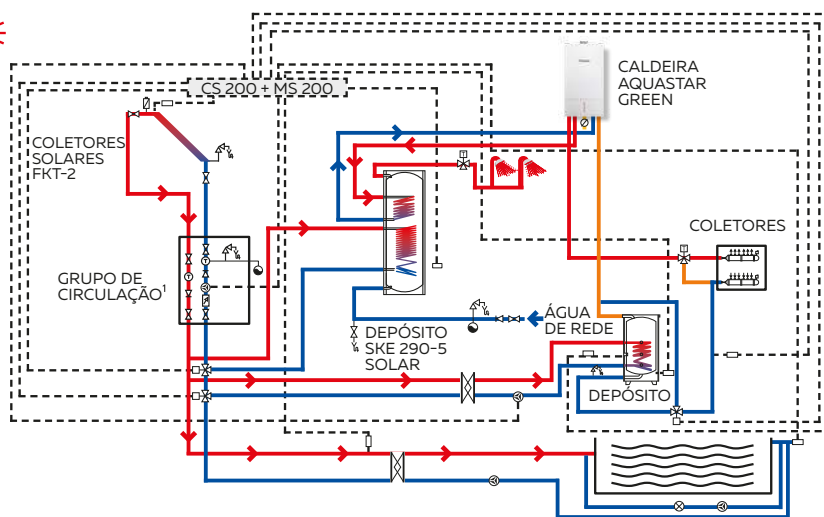 CS 200 + MS 200
CALDEIRA
AQUASTAR
GREEN
COLETORES
SOLARES
FKT-2
COLETORES
GRUPO DE
CIRCULAÇÃO¹
ÁGUA
DE REDE
DEPÓSITO
SKE 290-5
SOLAR
DEPÓSITO